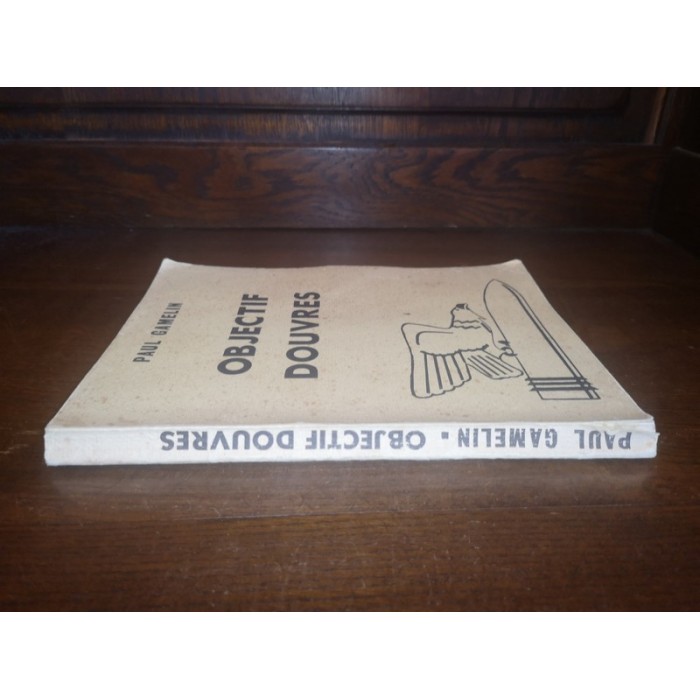 PAUL GAMELIN
OBJECTIF
DOUVRES
PAUL GAMELIN ▪ OBJECTIF DOUVRES